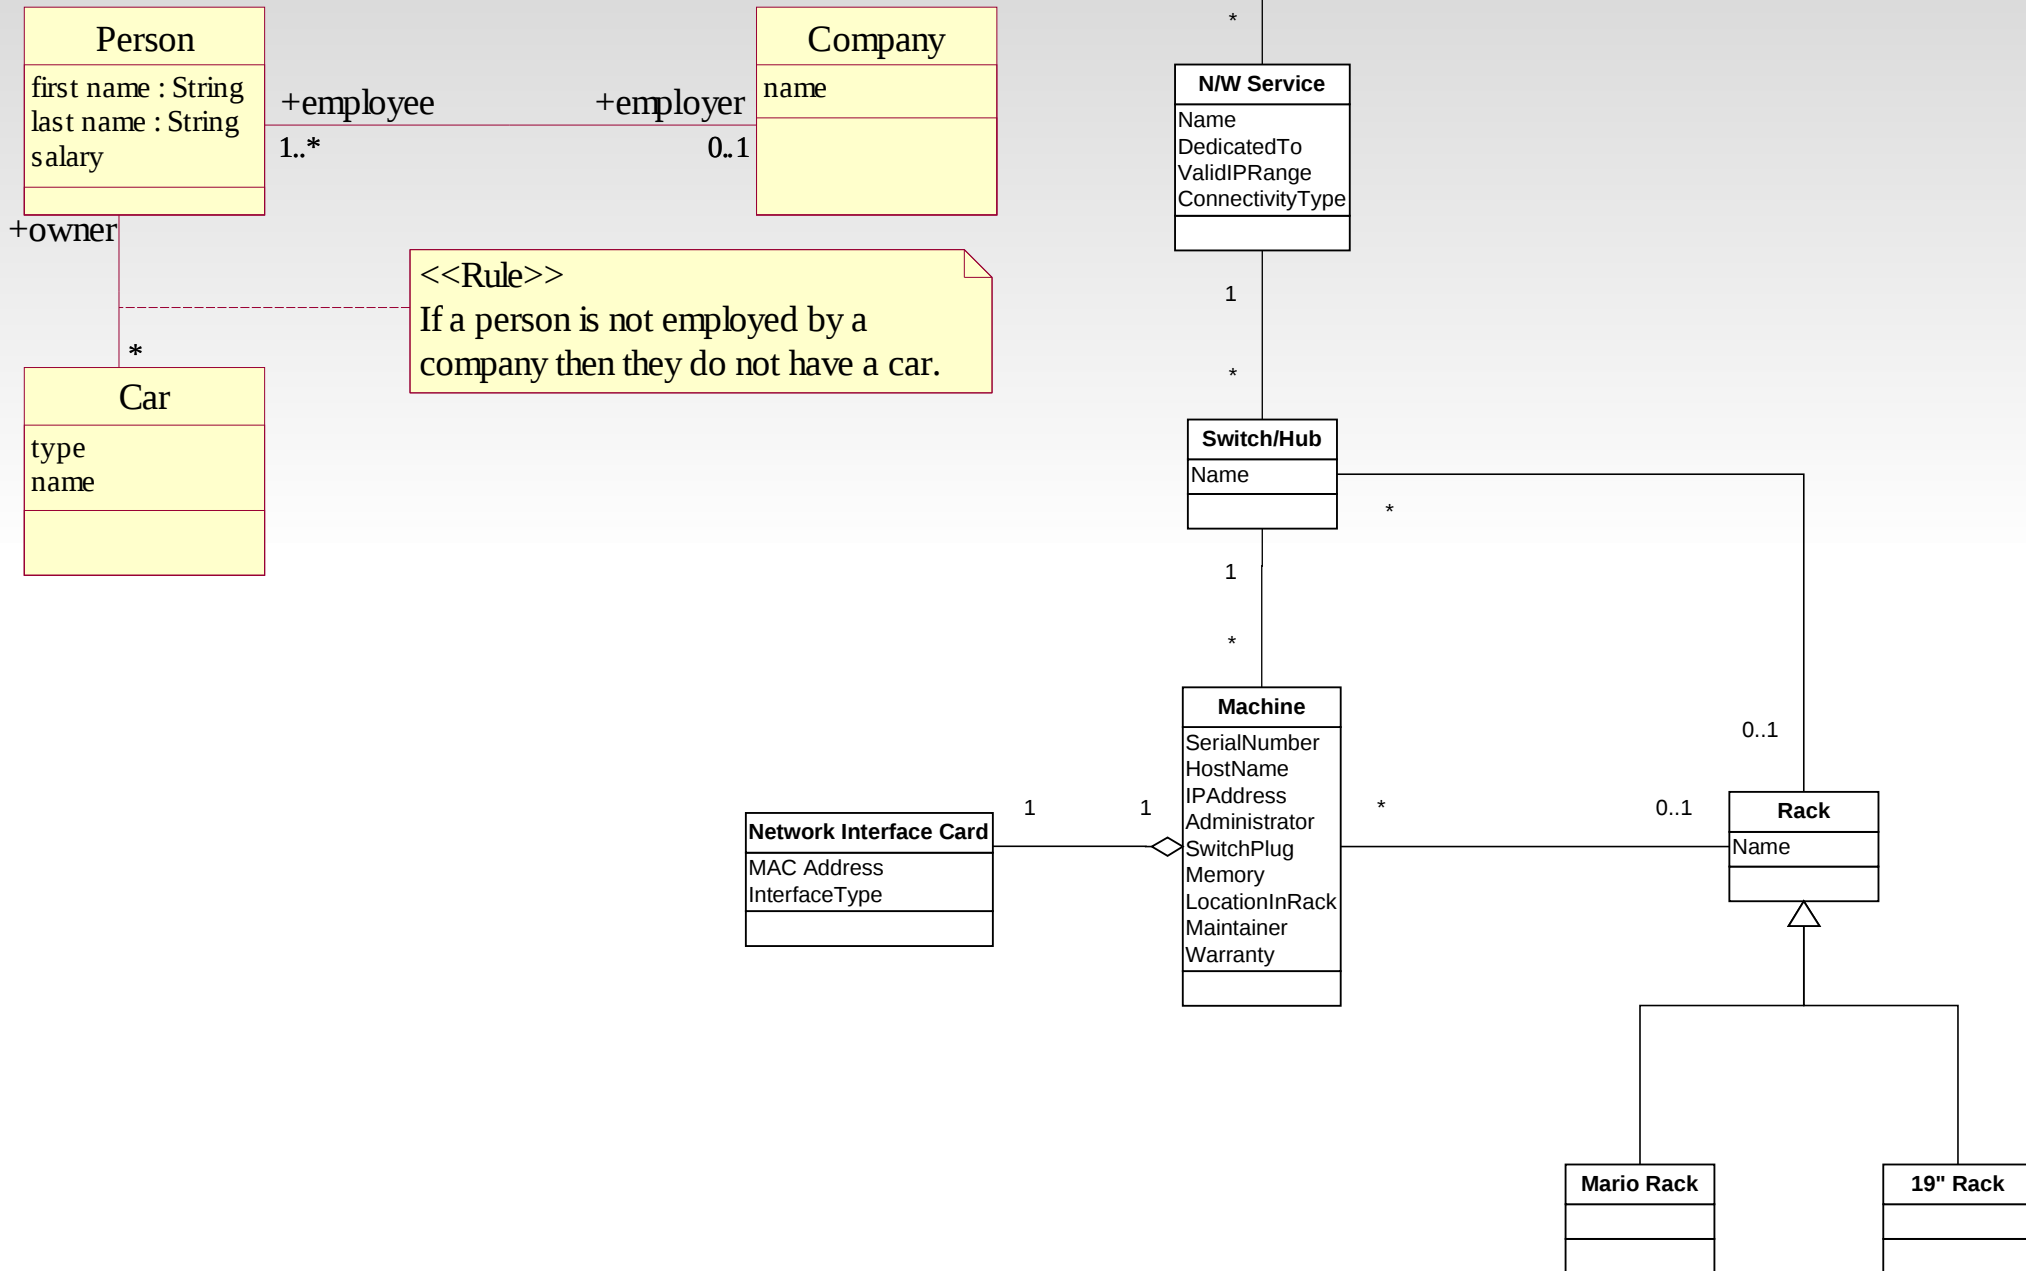 Person
first name : String
last name : String
salary
+employee
1..*
+employer
0..1
Company
name
+owner
*
<<Rule>>
If a person is not employed by a
company then they do not have a car.
Car
type
name
*
N/W Service
Name
DedicatedTo
ValidIPRange
ConnectivityType
1
*
Switch/Hub
Name
*
1
*
0..1
Machine
SerialNumber
HostName
IPAddress
Administrator
SwitchPlug
Memory
LocationInRack
Maintainer
Warranty
1
1
Network Interface Card
MAC Address
InterfaceType
*
0..1
Rack
Name
Mario Rack
19" Rack